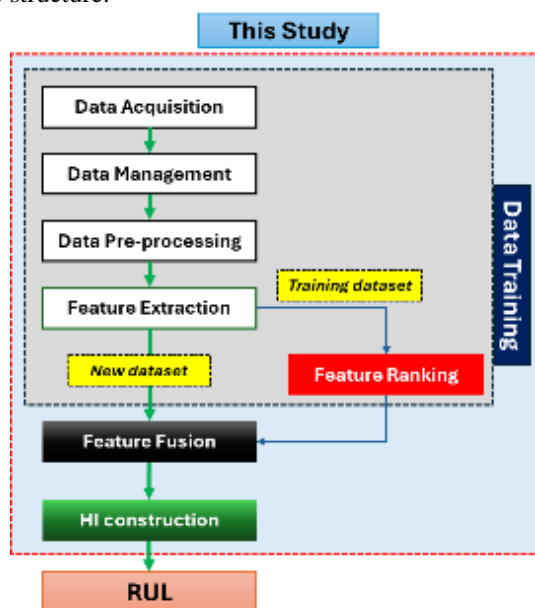 structure.
This Study
Data Acquisition
Data Management
Data Pre-processing
Feature Extraction
Training dataset
New dataset
Feature Ranking
Data Training
Feature Fusion
HI construction
RUL